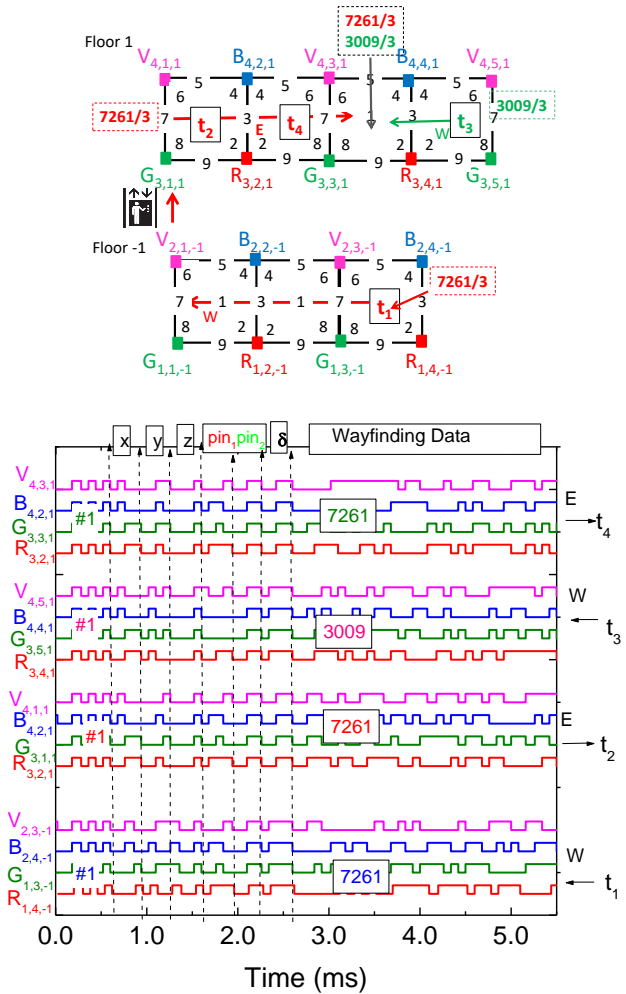 Floor 1
7261/3
3009/3
V4,1,1 B4,2,1 V4,3,1 B4,4,1 V4,5,1
5 5 5 5
6 4 4 6 6 4 4 6
7261/3 7 t2 3 E t4 7 3 W t3 7 3009/3
8 2 2 8 8 2 2 8
9 9 9 9
G3,1,1 R3,2,1 G3,3,1 R3,4,1 G3,5,1
Floor -1
V2,1,-1 B2,2,-1 V2,3,-1 B2,4,-1
5 5 5
6 4 4 6 6 4
7261/3
7 W 1 3 1 7 t1 3
8 2 2 8 8 2
9 9 9
G1,1,-1 R1,2,-1 G1,3,-1 R1,4,-1
x y z pin1 pin2 δ Wayfinding Data
V4,3,1
B4,2,1 #1 7261 E
G3,3,1 t4
R3,2,1
V4,5,1 W
B4,4,1 #1 3009 t3
G3,5,1
R3,4,1
V4,1,1
B4,2,1 #1 7261 E
G3,1,1 t2
R3,2,1
V2,3,-1
B2,4,-1 W
G1,3,-1 #1 7261 t1
R1,4,-1
0.0 1.0 2.0 3.0 4.0 5.0
Time (ms)